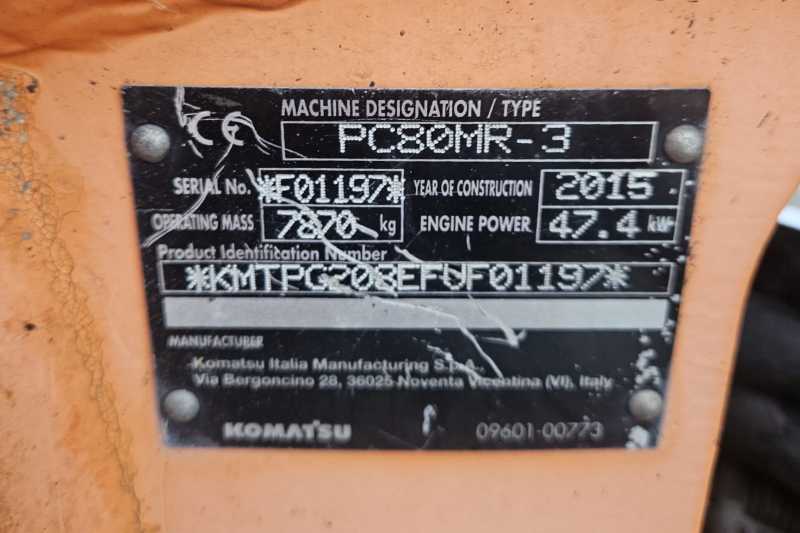 CE
MACHINE DESIGNATION / TYPE
PC80MR-3
SERIAL No. *F01197* YEAR OF CONSTRUCTION 2015
OPERATING MASS 7870 kg ENGINE POWER 47.4 kW
Product Identification Number
*KMTPC208EFUF01197*
MANUFACTURER
Komatsu Italia Manufacturing S.p.A.
Via Bergoncino 28, 36025 Noventa Vicentina (VI), Italy
KOMATSU 09601-00773